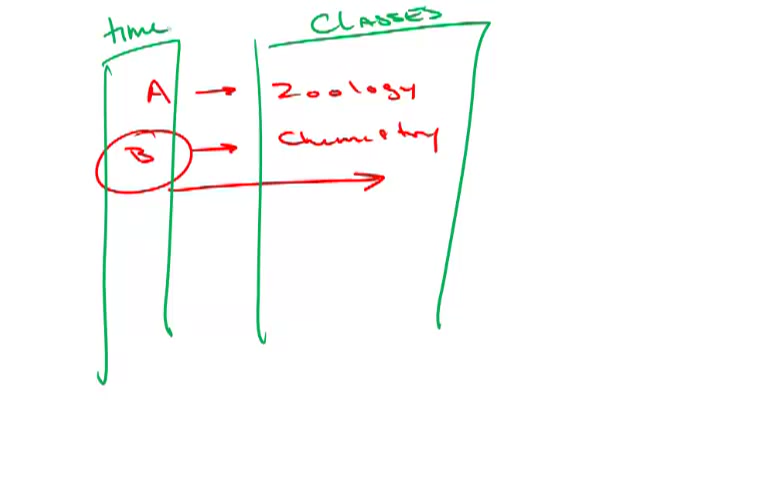 time CLASSES
A → Zoology
B → Chemistry